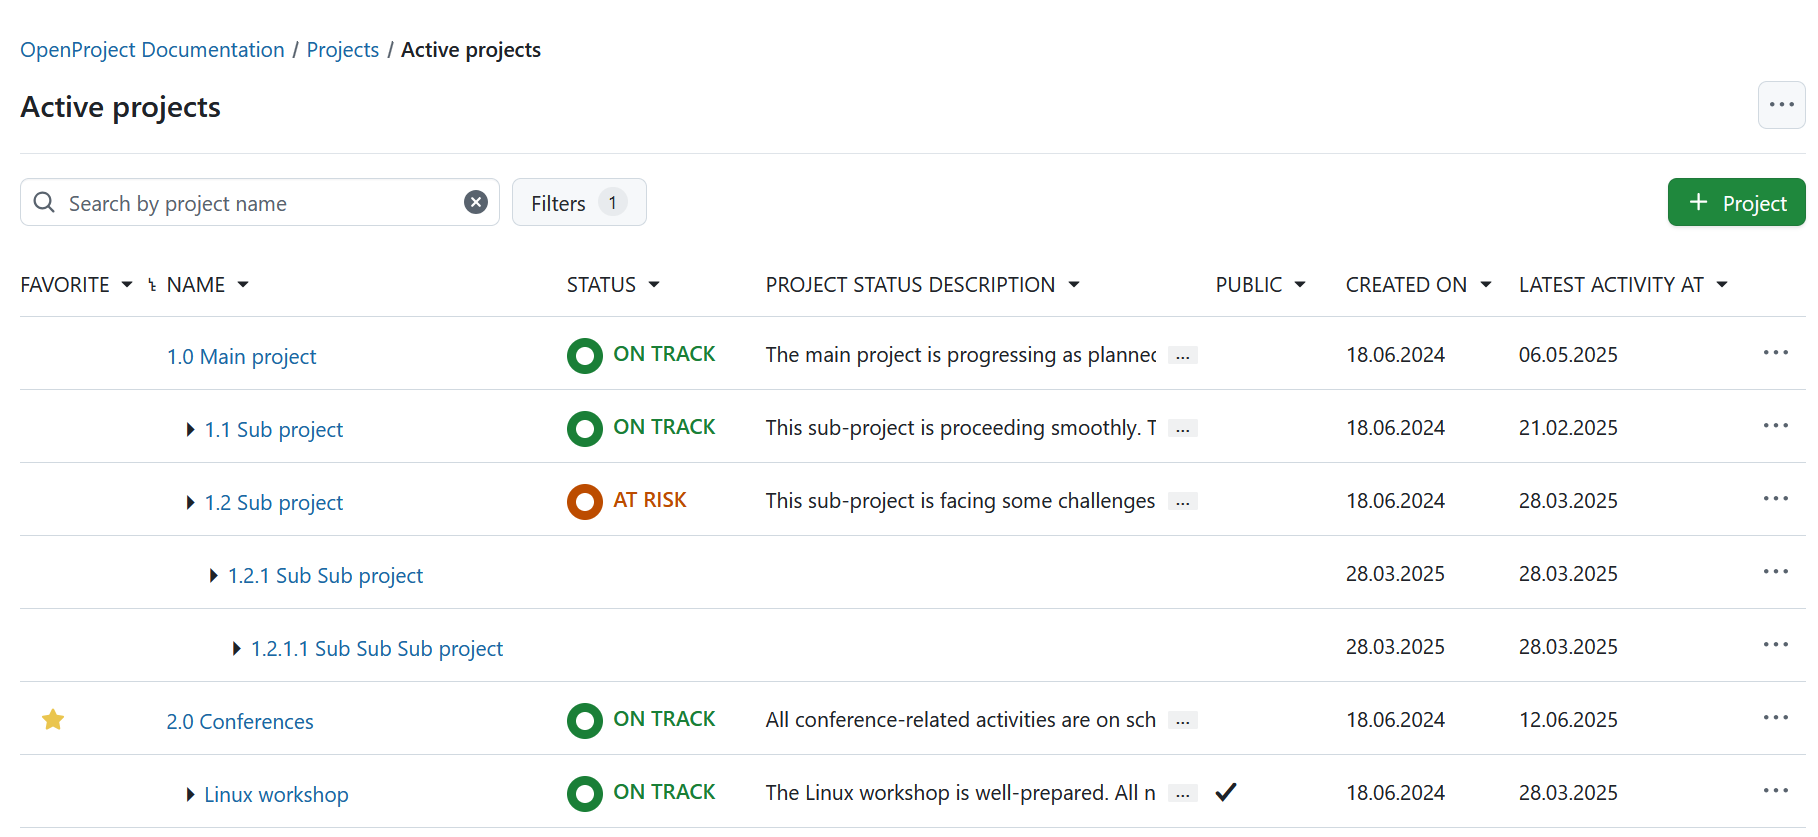 OpenProject Documentation / Projects / Active projects
Active projects
Search by project name
Filters 1
+ Project
FAVORITE NAME STATUS PROJECT STATUS DESCRIPTION PUBLIC CREATED ON LATEST ACTIVITY AT
1.0 Main project ON TRACK The main project is progressing as planned ... 18.06.2024 06.05.2025
1.1 Sub project ON TRACK This sub-project is proceeding smoothly. T ... 18.06.2024 21.02.2025
1.2 Sub project AT RISK This sub-project is facing some challenges ... 18.06.2024 28.03.2025
1.2.1 Sub Sub project 28.03.2025 28.03.2025
1.2.1.1 Sub Sub Sub project 28.03.2025 28.03.2025
2.0 Conferences ON TRACK All conference-related activities are on sch ... 18.06.2024 12.06.2025
Linux workshop ON TRACK The Linux workshop is well-prepared. All n ... 18.06.2024 28.03.2025